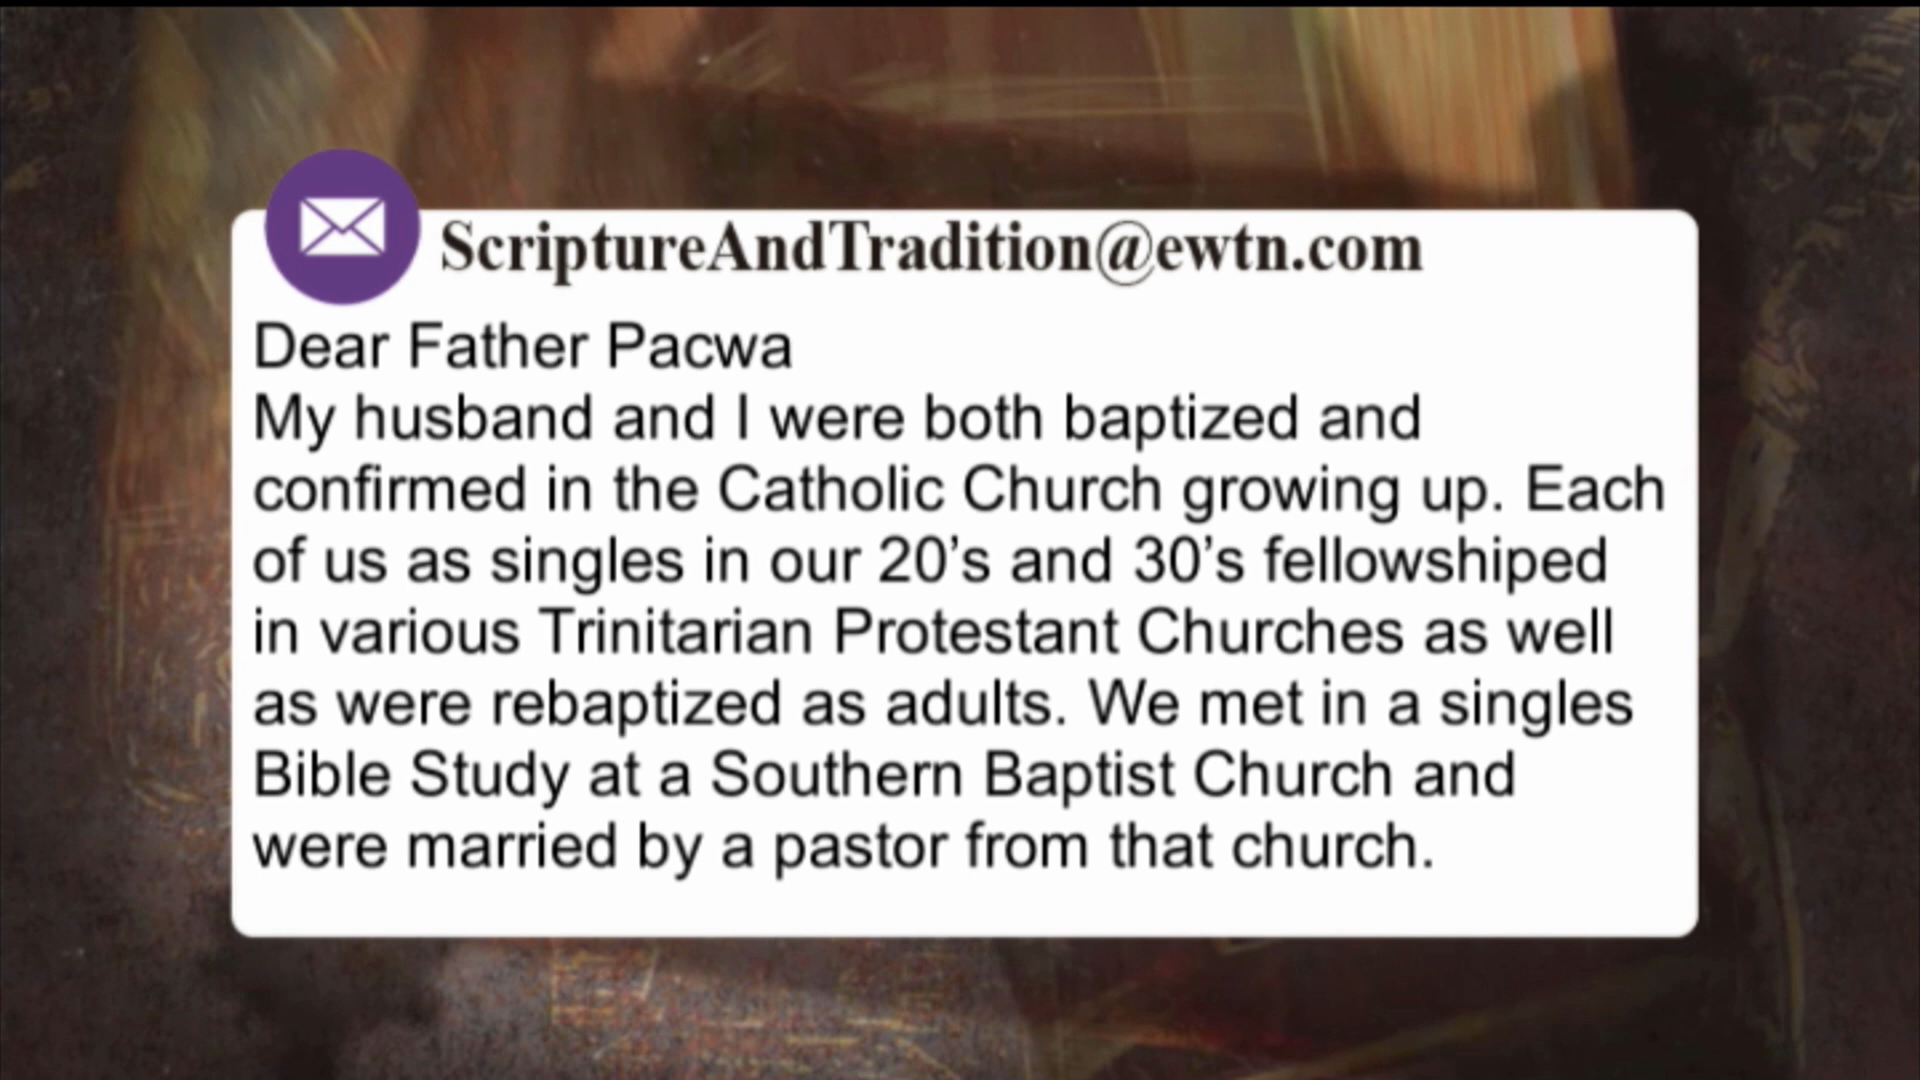 ScriptureAndTradition@ewtn.com
Dear Father Pacwa
My husband and I were both baptized and
confirmed in the Catholic Church growing up. Each
of us as singles in our 20’s and 30’s fellowshiped
in various Trinitarian Protestant Churches as well
as were rebaptized as adults. We met in a singles
Bible Study at a Southern Baptist Church and
were married by a pastor from that church.